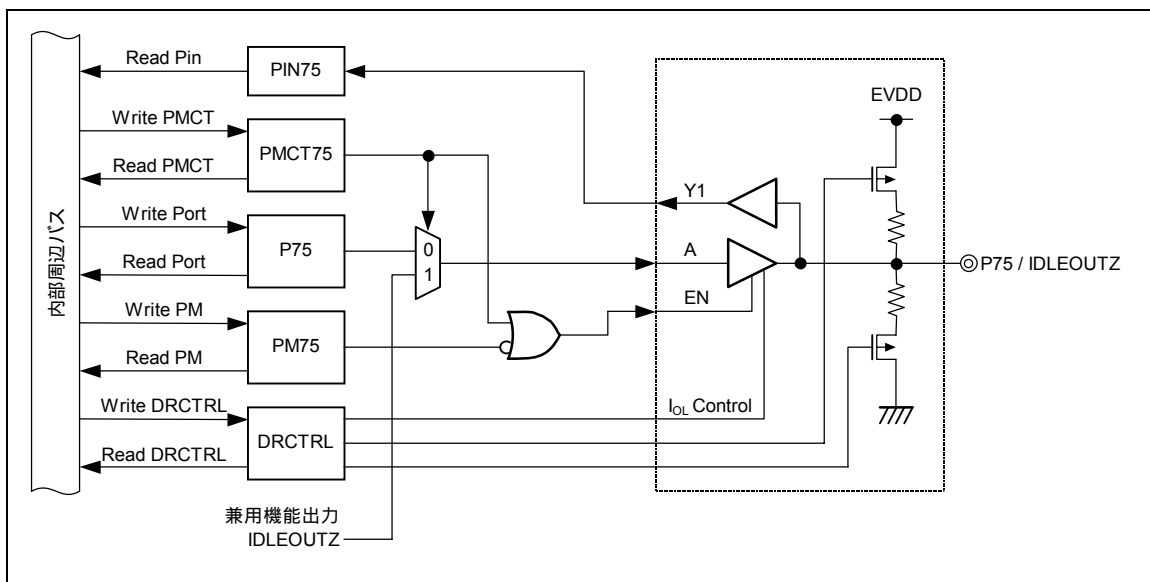 Read Pin
PIN75
Write PMCT
Read PMCT
PMCT75
Write Port
Read Port
P75
Write PM
Read PM
PM75
Write DRCTRL
Read DRCTRL
DRCTRL
内部周辺バス
0
1
兼用機能出力
IDLEOUTZ
EVDD
Y1
A
EN
IOL Control
P75 / IDLEOUTZ